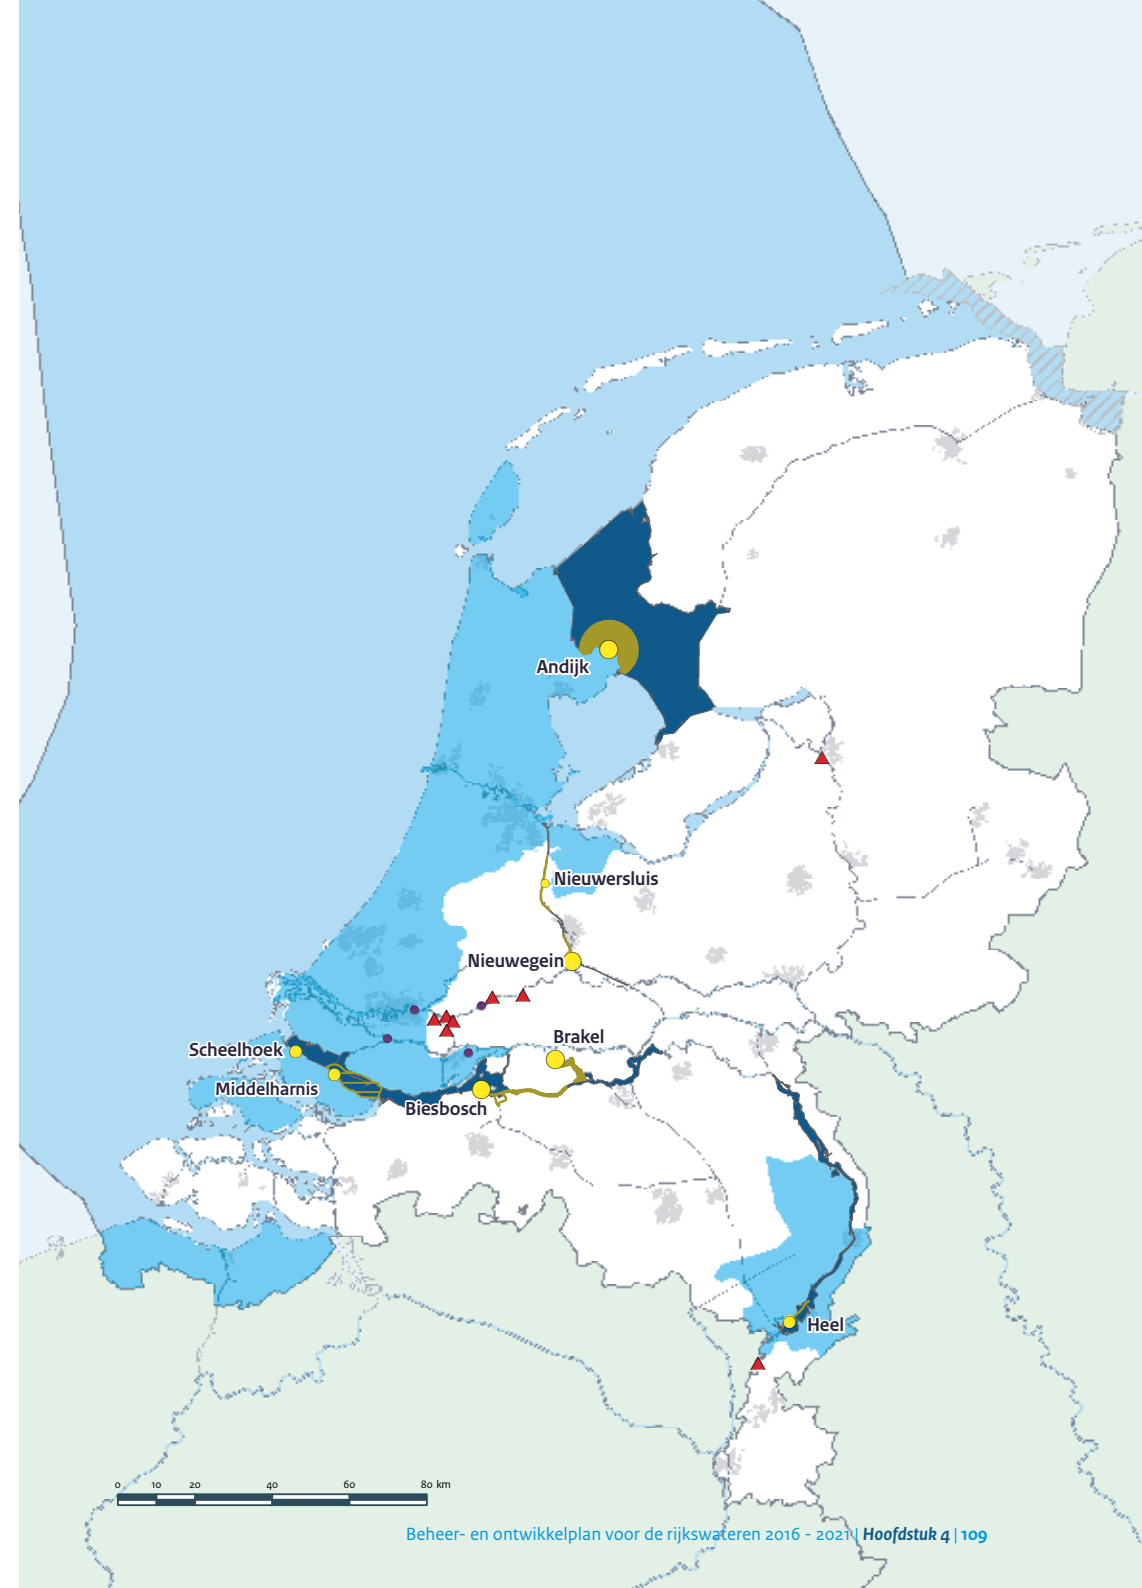 Andijk
Nieuwersluis
Nieuwegein
Brakel
Scheelhoek
Middelharnis
Biesbosch
Heel
0 10 20 40 60 80 km
Beheer- en ontwikkelplan voor de rijkswateren 2016 - 2021 | Hoofdstuk 4 | 109